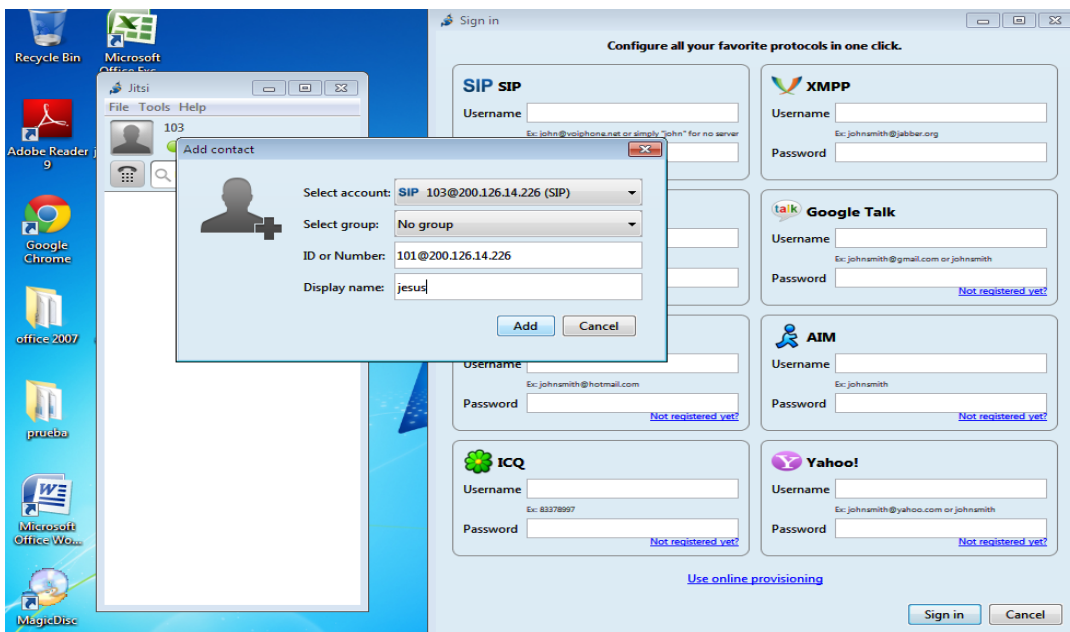 Recycle Bin
Microsoft
Office Exc...
Adobe Reader
9
Google
Chrome
office 2007
prueba
Microsoft
Office Wo...
MagicDisc
Jitsi
File Tools Help
103
Add contact
Select account: SIP 103@200.126.14.226 (SIP)
Select group: No group
ID or Number: 101@200.126.14.226
Display name: jesus
Add Cancel
Sign in
Configure all your favorite protocols in one click.
SIP SIP
Username
Ex: john@voiphone.net or simply "john" for no server
XMPP
Username
Ex: johnsmith@jabber.org
Password
talk Google Talk
Username
Ex: johnsmith@gmail.com or johnsmith
Password
Not registered yet?
Username
Ex: johnsmith@hotmail.com
Password
Not registered yet?
AIM
Username
Ex: johnsmith
Password
Not registered yet?
ICQ
Username
Ex: 83378997
Password
Not registered yet?
Yahoo!
Username
Ex: johnsmith@yahoo.com or johnsmith
Password
Not registered yet?
Use online provisioning
Sign in Cancel